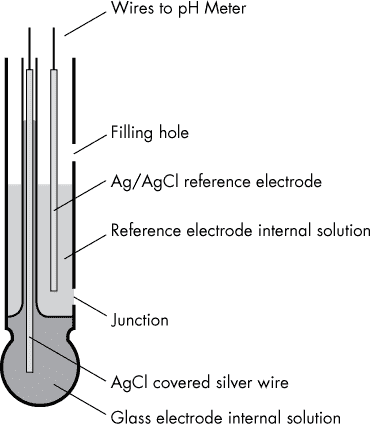 Wires to pH Meter
Filling hole
Ag/AgCl reference electrode
Reference electrode internal solution
Junction
AgCl covered silver wire
Glass electrode internal solution